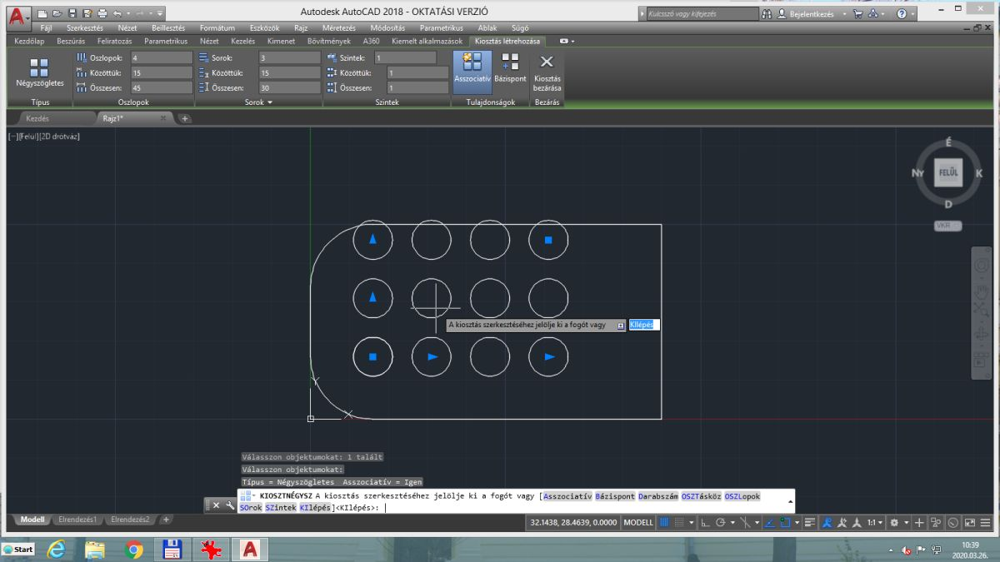 Autodesk AutoCAD 2018 - OKTATÁSI VERZIÓ
Kulcsszó vagy kifejezés
Bejelentkezés
Fájl Szerkesztés Nézet Beillesztés Formátum Eszközök Rajz Méretezés Módosítás Parametrikus Ablak Súgó
Kezdőlap Beszúrás Feliratozás Parametrikus Nézet Kezelés Kimenet Bővítmények A360 Kiemelt alkalmazások Kiosztás létrehozása
Négyszögletes
Típus
Oszlopok: 4
Közöttük: 15
Összesen: 45
Oszlopok
Sorok: 3
Közöttük: 15
Összesen: 30
Sorok
Szintek: 1
Közöttük: 1
Összesen: 1
Szintek
Asszociatív Bázispont
Tulajdonságok
Kiosztás
bezárása
Bezárás
Kezdés Rajz1*
[−][Felül][2D drótváz]
É
Ny FELÜL K
D
VKR
A kiosztás szerkesztéséhez jelölje ki a fogót vagy KIlépés
Válasszon objektumokat: 1 talált
Válasszon objektumokat:
Típus = Négyszögletes Asszociatív = Igen
KIOSZTNÉGYSZ A kiosztás szerkesztéséhez jelölje ki a fogót vagy [Asszociatív Bázispont Darabszám OSZTásköz OSZLopok
SOrok SZintek KIlépés]<KIlépés>:
Modell Elrendezés1 Elrendezés2 +
32.1438, 28.4639, 0.0000 MODELL 1:1
Start
10:39
2020.03.26.